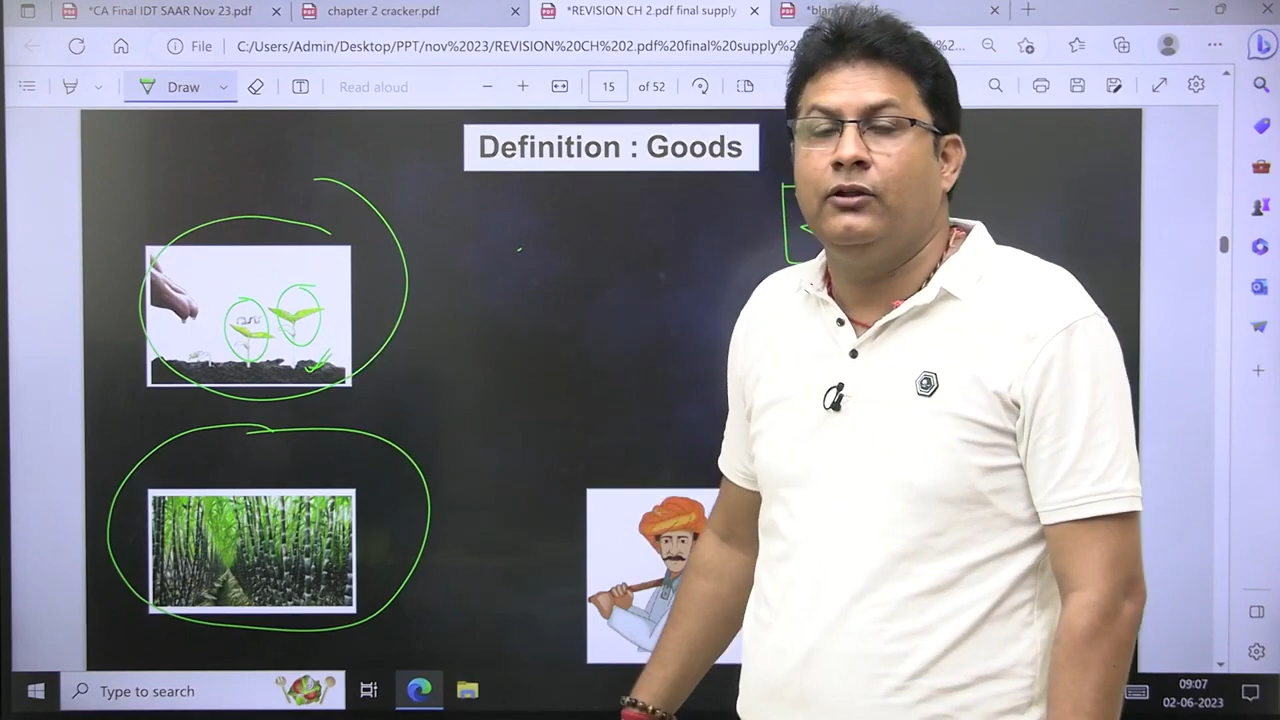 *CA Final IDT SAAR Nov 23.pdf
chapter 2 cracker.pdf
*REVISION CH 2.pdf final supply
File
C:/Users/Admin/Desktop/PPT/nov%2023/REVISION%20CH%202.pdf%20final%20supply%2
Draw
Read aloud
15
of 52
Definition : Goods
Type to search
09:07
02-06-2023